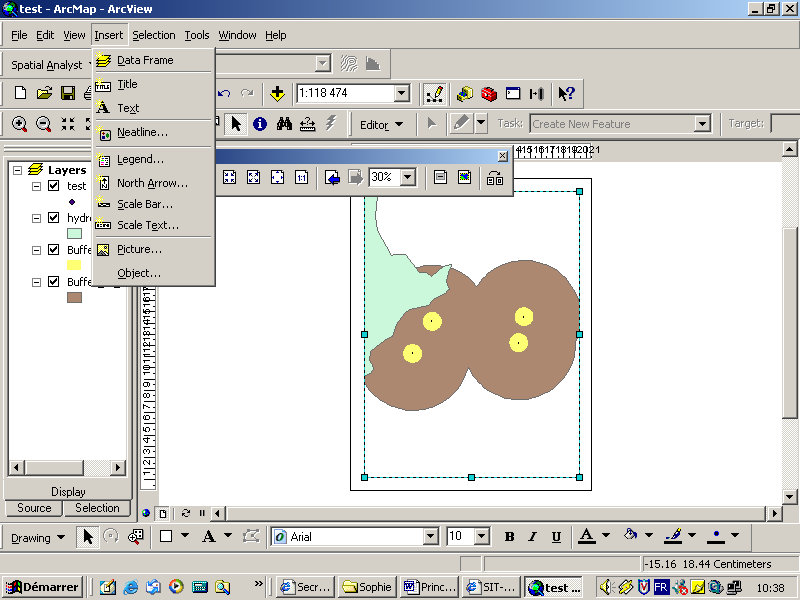 test - ArcMap - ArcView
File Edit View Insert Selection Tools Window Help
Spatial Analyst
Data Frame
Title
Text
Neatline...
Legend...
North Arrow...
Scale Bar...
Scale Text...
Picture...
Object...
1:118 474
Editor
Task: Create New Feature
Target:
30%
Layers
test
hydr
Buffe
Buffe
Display
Source Selection
Drawing
A
Arial
10
B I U A
-15.16 18.44 Centimeters
Démarrer
Secr...
Sophie
Princ...
SIT-...
test ...
FR
10:38